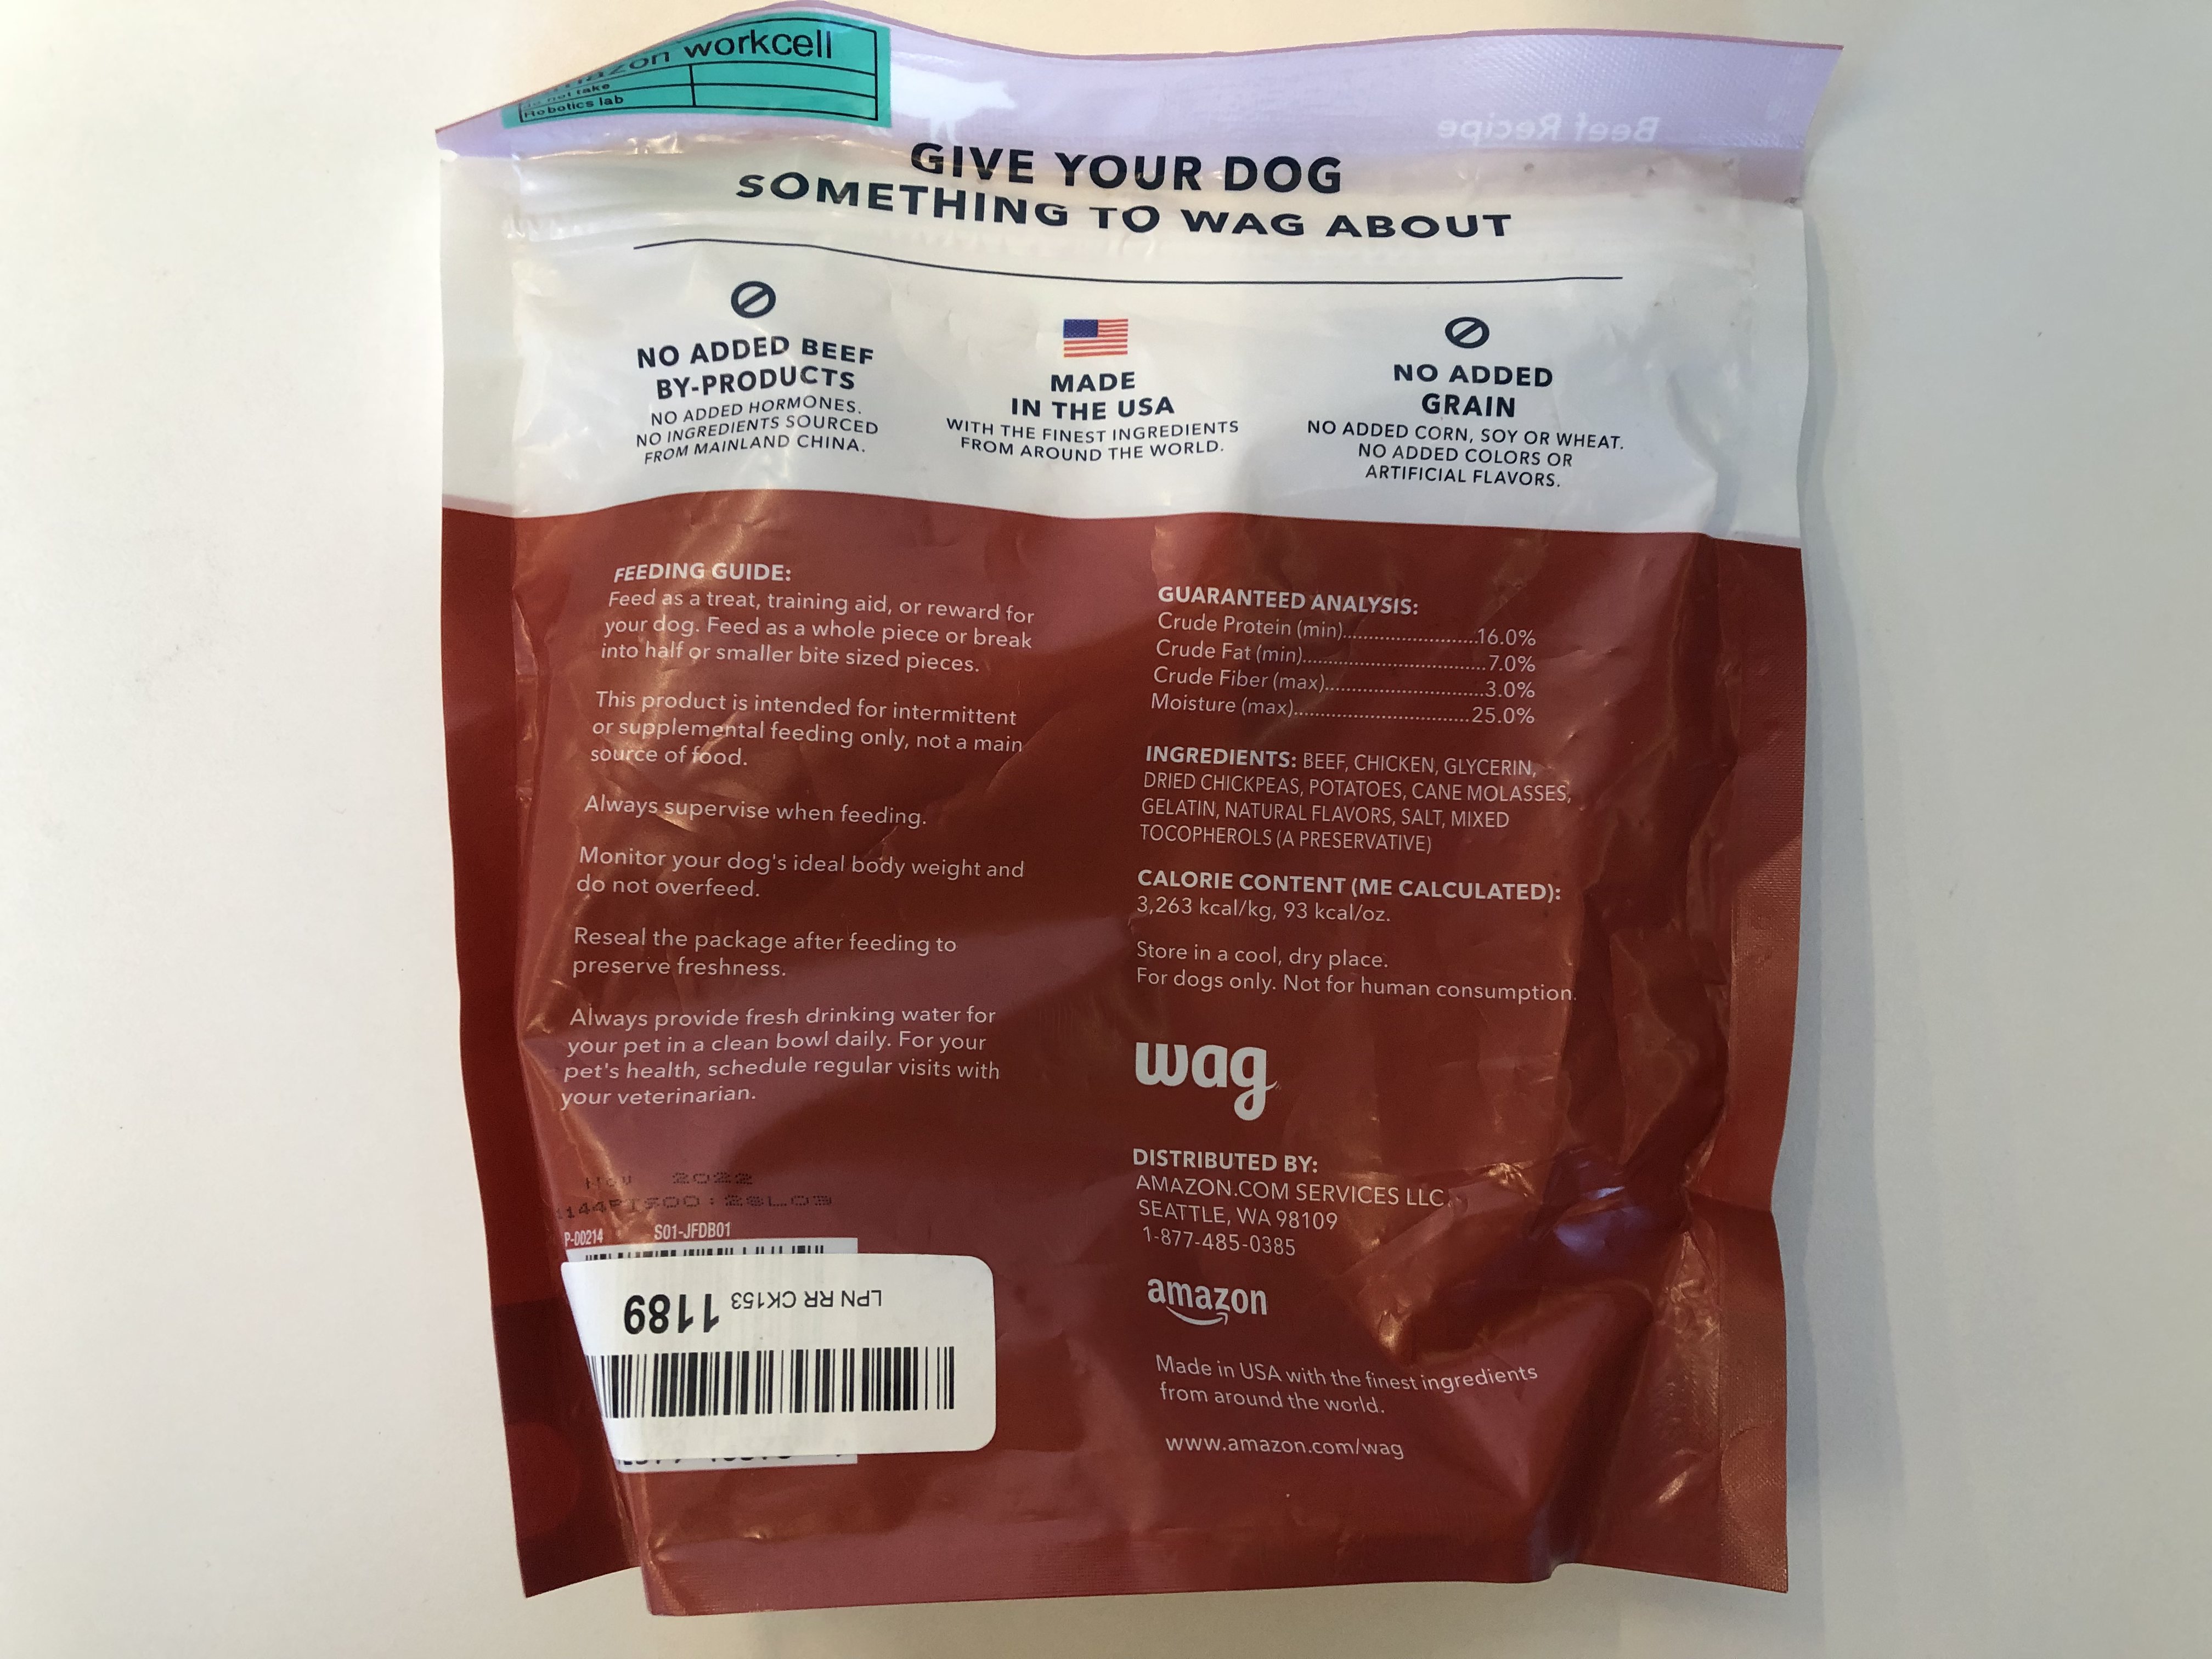 GIVE YOUR DOG
SOMETHING TO WAG ABOUT
NO ADDED BEEF
BY-PRODUCTS
NO ADDED HORMONES.
NO INGREDIENTS SOURCED
FROM MAINLAND CHINA.
MADE
IN THE USA
WITH THE FINEST INGREDIENTS
FROM AROUND THE WORLD.
NO ADDED
GRAIN
NO ADDED CORN, SOY OR WHEAT.
NO ADDED COLORS OR
ARTIFICIAL FLAVORS.
FEEDING GUIDE:
Feed as a treat, training aid, or reward for
your dog. Feed as a whole piece or break
into half or smaller bite sized pieces.
This product is intended for intermittent
or supplemental feeding only, not a main
source of food.
Always supervise when feeding.
Monitor your dog's ideal body weight and
do not overfeed.
Reseal the package after feeding to
preserve freshness.
Always provide fresh drinking water for
your pet in a clean bowl daily. For your
pet's health, schedule regular visits with
your veterinarian.
2022
P-00214 S01-JFDB01
LPN RR CK153 1189
GUARANTEED ANALYSIS:
Crude Protein (min)..................16.0%
Crude Fat (min)........................7.0%
Crude Fiber (max)....................3.0%
Moisture (max)........................25.0%
INGREDIENTS: BEEF, CHICKEN, GLYCERIN,
DRIED CHICKPEAS, POTATOES, CANE MOLASSES,
GELATIN, NATURAL FLAVORS, SALT, MIXED
TOCOPHEROLS (A PRESERVATIVE)
CALORIE CONTENT (ME CALCULATED):
3,263 kcal/kg, 93 kcal/oz.
Store in a cool, dry place.
For dogs only. Not for human consumption.
wag
DISTRIBUTED BY:
AMAZON.COM SERVICES LLC
SEATTLE, WA 98109
1-877-485-0385
amazon
Made in USA with the finest ingredients
from around the world.
www.amazon.com/wag
workcell
Robotics lab
Beef Recipe